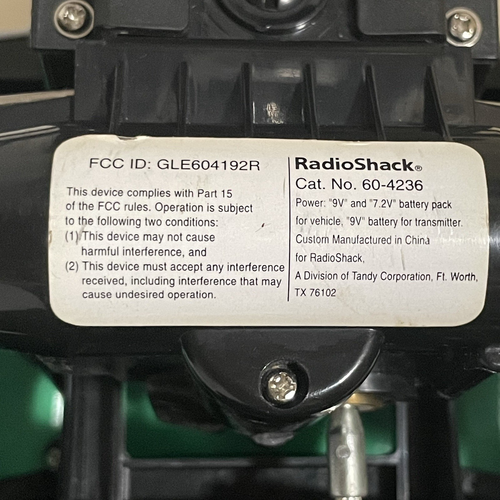 FCC ID: GLE604192R
This device complies with Part 15
of the FCC rules. Operation is subject
to the following two conditions:
(1) This device may not cause
harmful interference, and
(2) This device must accept any interference
received, including interference that may
cause undesired operation.
RadioShack®
Cat. No. 60-4236
Power: "9V" and "7.2V" battery pack
for vehicle, "9V" battery for transmitter.
Custom Manufactured in China
for RadioShack,
A Division of Tandy Corporation, Ft. Worth,
TX 76102